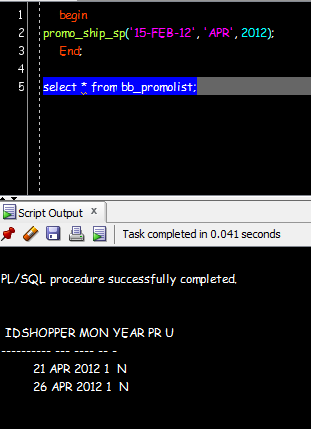 1 begin
2 promo_ship_sp('15-FEB-12', 'APR', 2012);
3 End;
4
5 select * from bb_promolist;
Script Output x
Task completed in 0.041 seconds
PL/SQL procedure successfully completed.
IDSHOPPER MON YEAR PR U
---------- --- ---- -- -
21 APR 2012 1 N
26 APR 2012 1 N